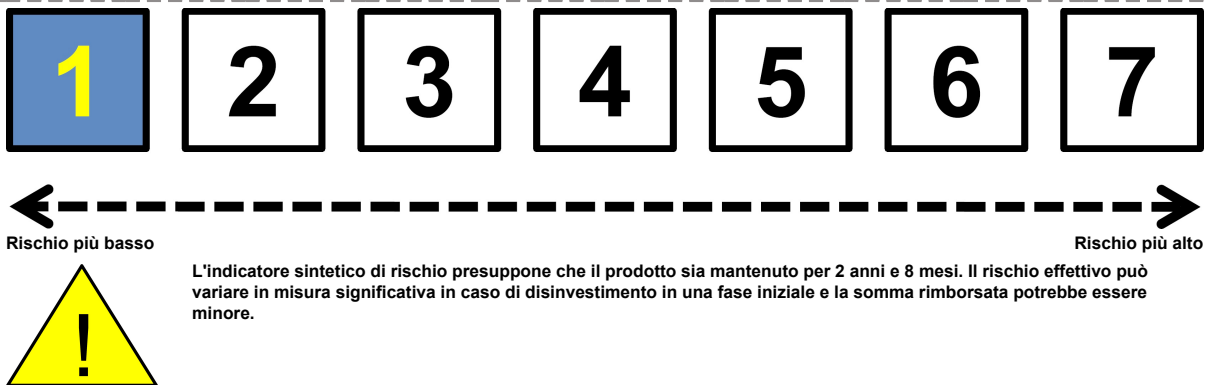 1 2 3 4 5 6 7
Rischio più basso Rischio più alto
L'indicatore sintetico di rischio presuppone che il prodotto sia mantenuto per 2 anni e 8 mesi. Il rischio effettivo può
variare in misura significativa in caso di disinvestimento in una fase iniziale e la somma rimborsata potrebbe essere
minore.
!